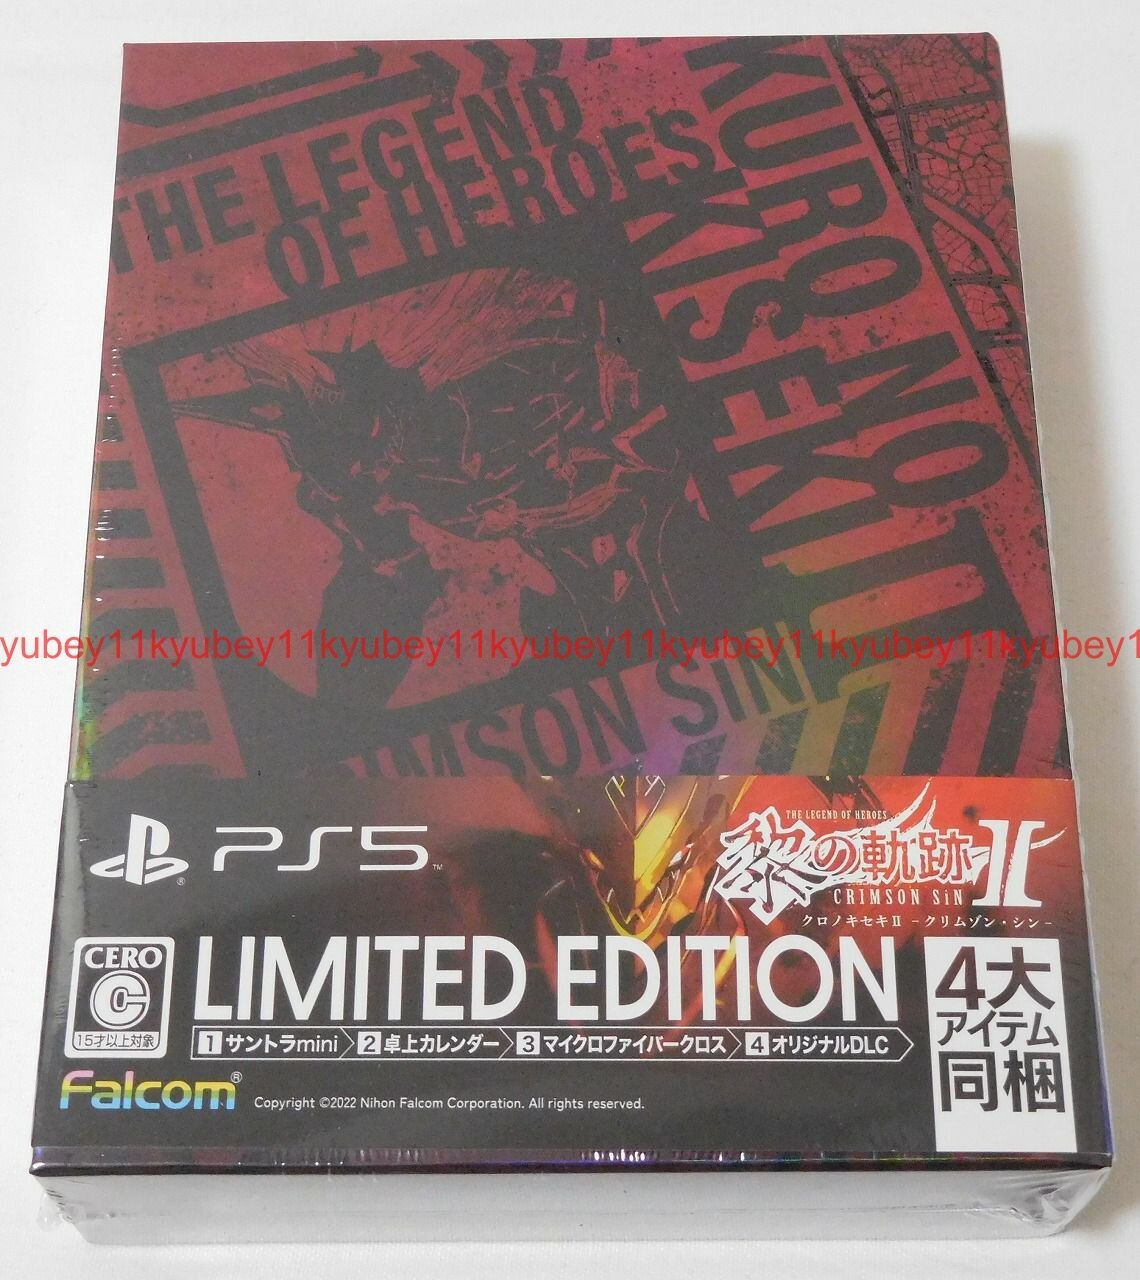 THE LEGEND
OF HEROES
KURO NO
KISEKI II
kyubey11kyubey11kyubey11kyubey11kyubey11kyubey11kyubey11kyubey11
CRIMSON SIN
PS5
THE LEGEND OF HEROES
黎の軌跡II
CRIMSON SiN
クロノキセキII -クリムゾン・シン-
CERO
C
15才以上対象
LIMITED EDITION
1 サントラmini 2 卓上カレンダー 3 マイクロファイバークロス 4 オリジナルDLC
4大
アイテム
同梱
Falcom®
Copyright ©2022 Nihon Falcom Corporation. All rights reserved.